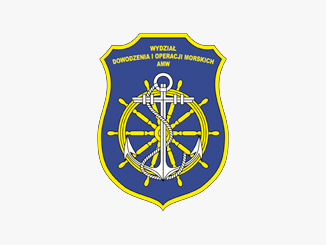 WYDZIAŁ
DOWODZENIA I OPERACJI MORSKICH
AMW